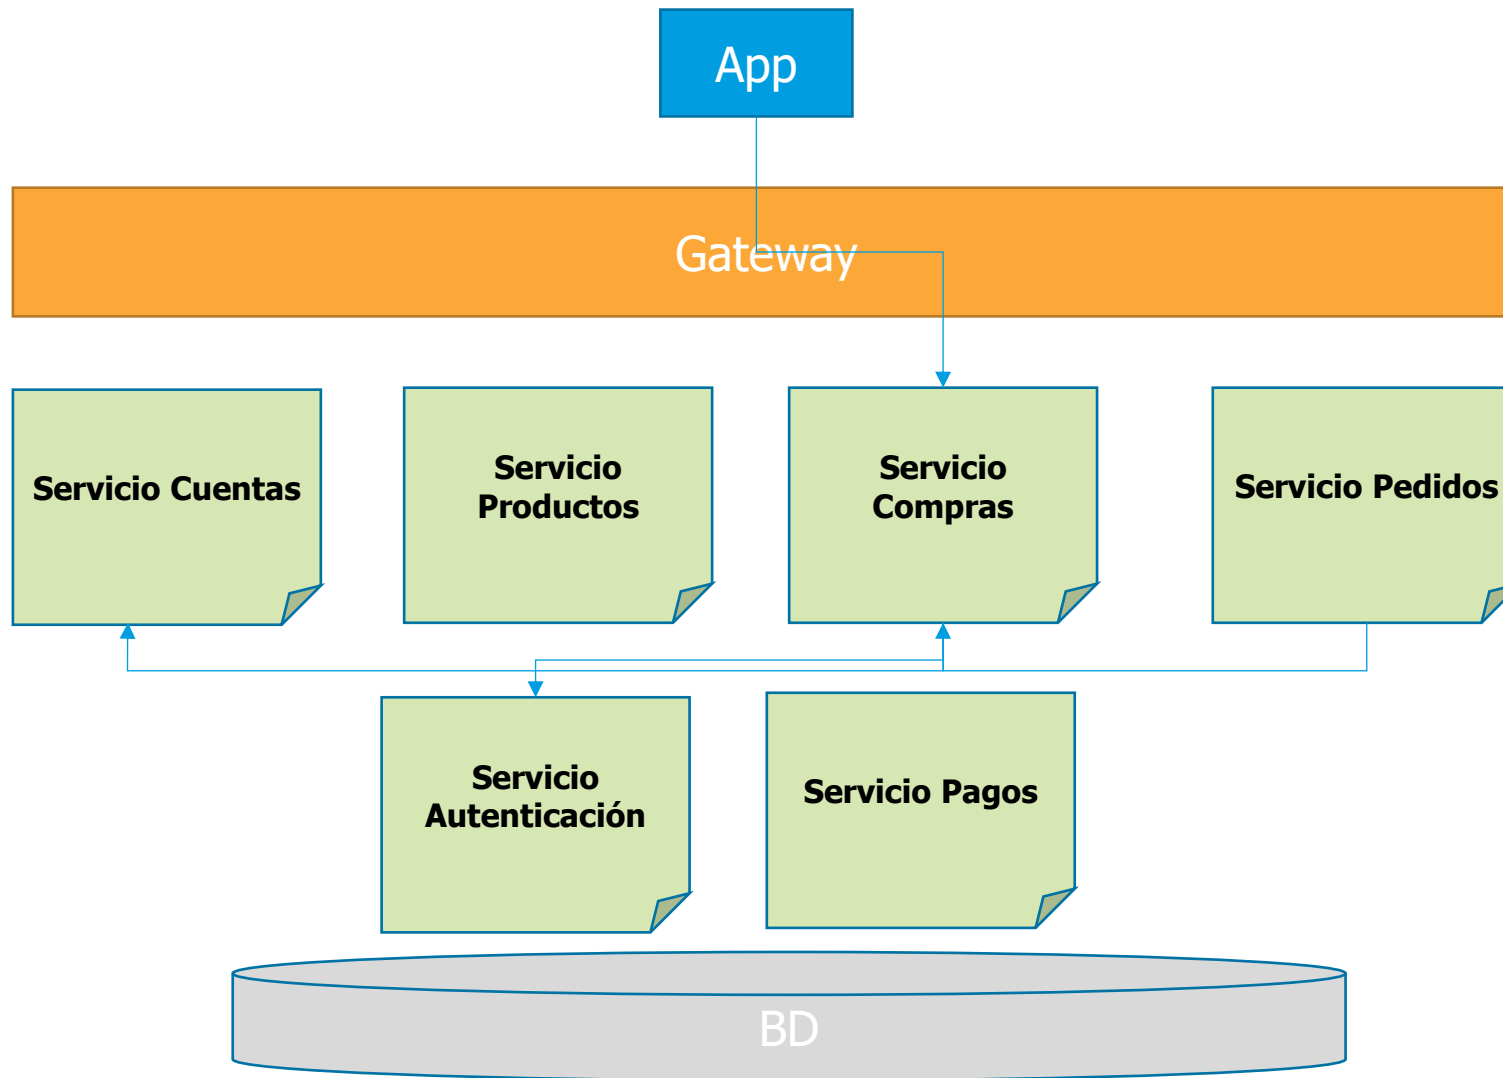 App
Gateway
Servicio Cuentas
Servicio
Productos
Servicio
Compras
Servicio Pedidos
Servicio
Autenticación
Servicio Pagos
BD